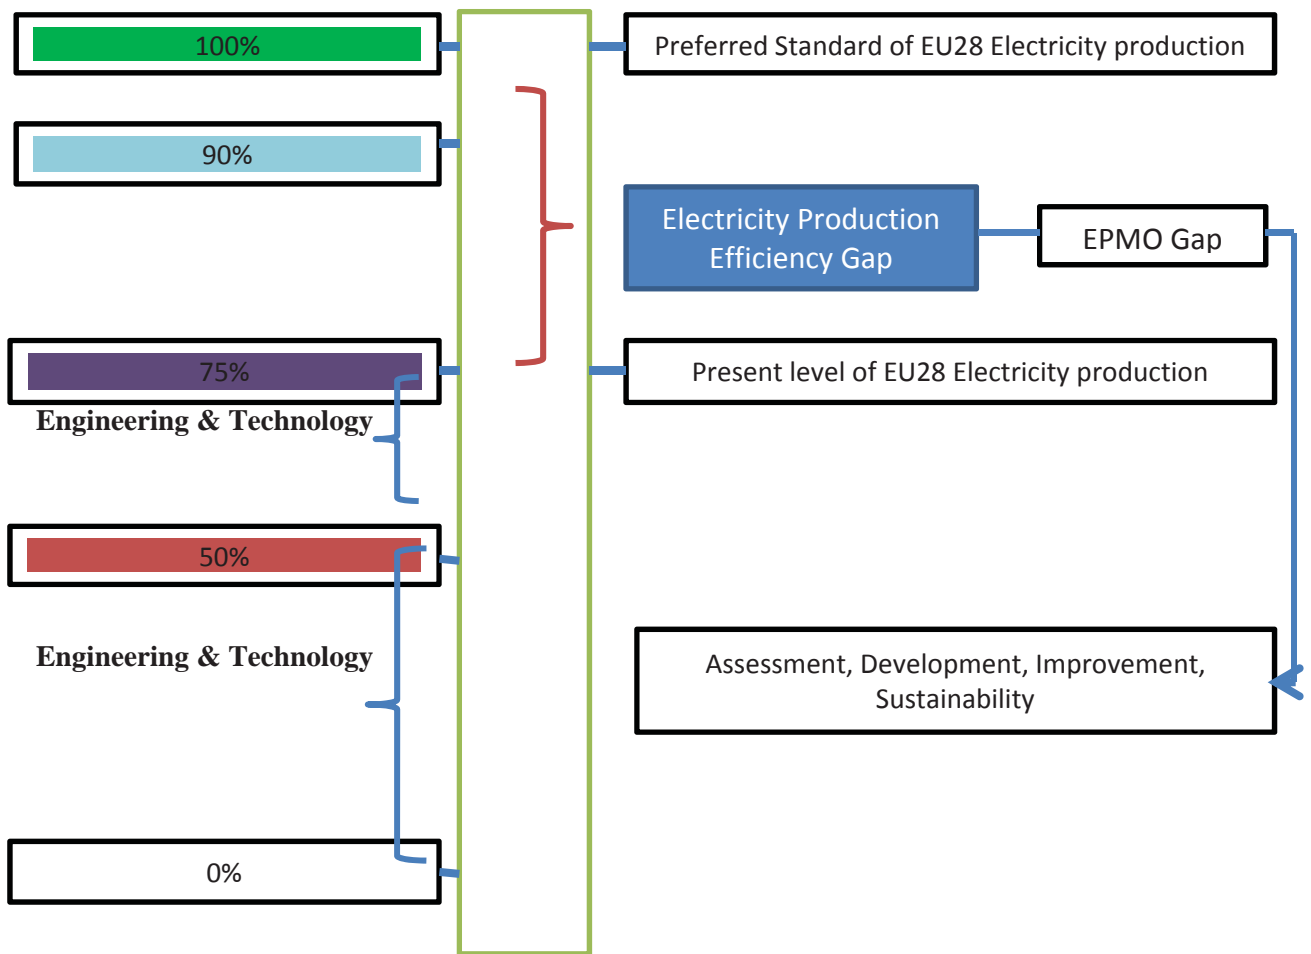 100%
Preferred Standard of EU28 Electricity production
90%
Electricity Production
Efficiency Gap
EPMO Gap
75%
Present level of EU28 Electricity production
Engineering & Technology
50%
Engineering & Technology
Assessment, Development, Improvement,
Sustainability
0%